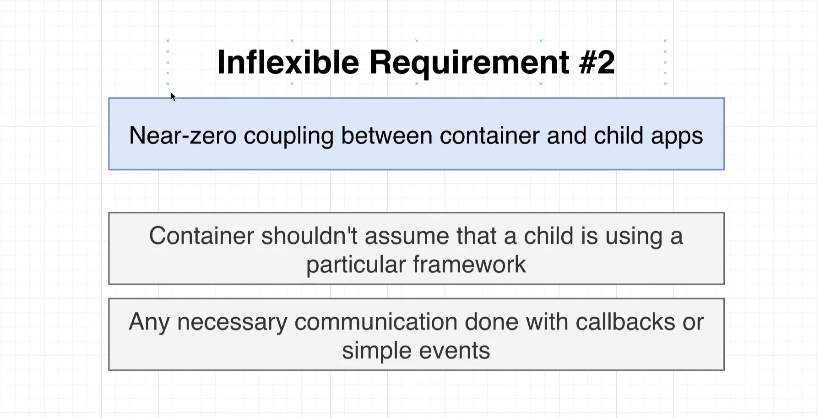 Inflexible Requirement #2
Near-zero coupling between container and child apps
Container shouldn't assume that a child is using a
particular framework
Any necessary communication done with callbacks or
simple events